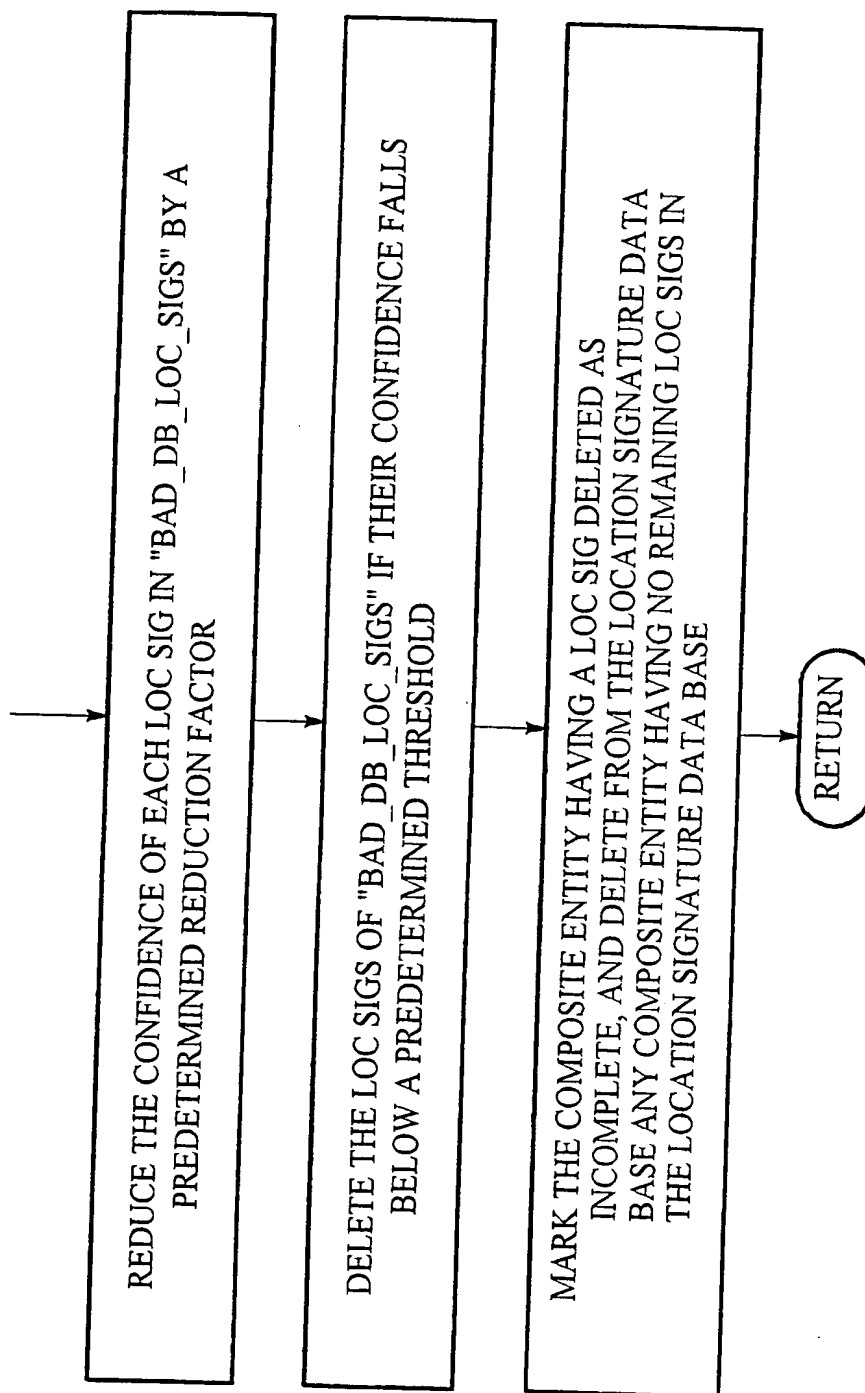 REDUCE THE CONFIDENCE OF EACH LOC SIG IN "BAD_DB_LOC_SIGS" BY A
PREDETERMINED REDUCTION FACTOR
DELETE THE LOC SIGS OF "BAD_DB_LOC_SIGS" IF THEIR CONFIDENCE FALLS
BELOW A PREDETERMINED THRESHOLD
MARK THE COMPOSITE ENTITY HAVING A LOC SIG DELETED AS
INCOMPLETE, AND DELETE FROM THE LOCATION SIGNATURE DATA
BASE ANY COMPOSITE ENTITY HAVING NO REMAINING LOC SIGS IN
THE LOCATION SIGNATURE DATA BASE
RETURN